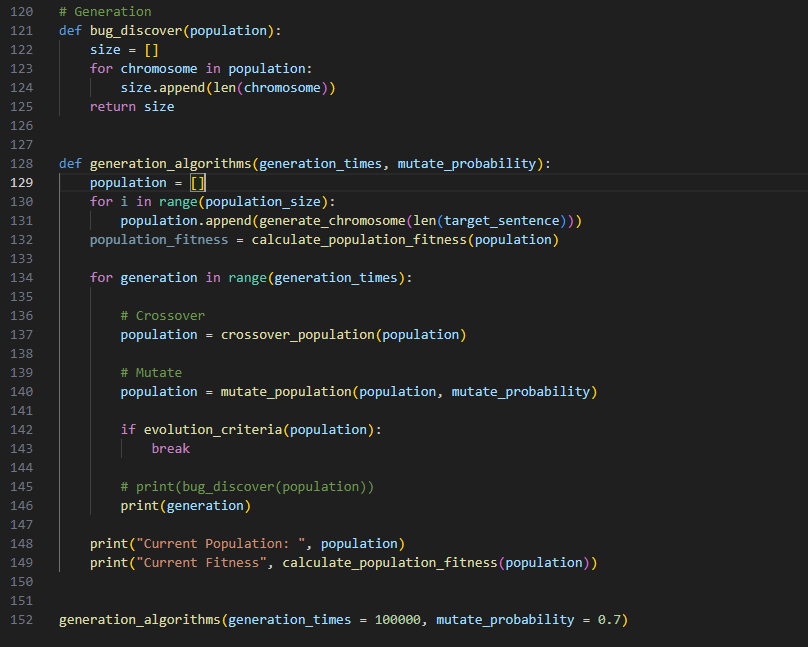 120 # Generation
121 def bug_discover(population):
122     size = []
123     for chromosome in population:
124         size.append(len(chromosome))
125     return size
126
127
128 def generation_algorithms(generation_times, mutate_probability):
129     population = []
130     for i in range(population_size):
131         population.append(generate_chromosome(len(target_sentence)))
132     population_fitness = calculate_population_fitness(population)
133
134     for generation in range(generation_times):
135
136         # Crossover
137         population = crossover_population(population)
138
139         # Mutate
140         population = mutate_population(population, mutate_probability)
141
142         if evolution_criteria(population):
143             break
144
145         # print(bug_discover(population))
146         print(generation)
147
148     print("Current Population: ", population)
149     print("Current Fitness", calculate_population_fitness(population))
150
151
152 generation_algorithms(generation_times = 100000, mutate_probability = 0.7)